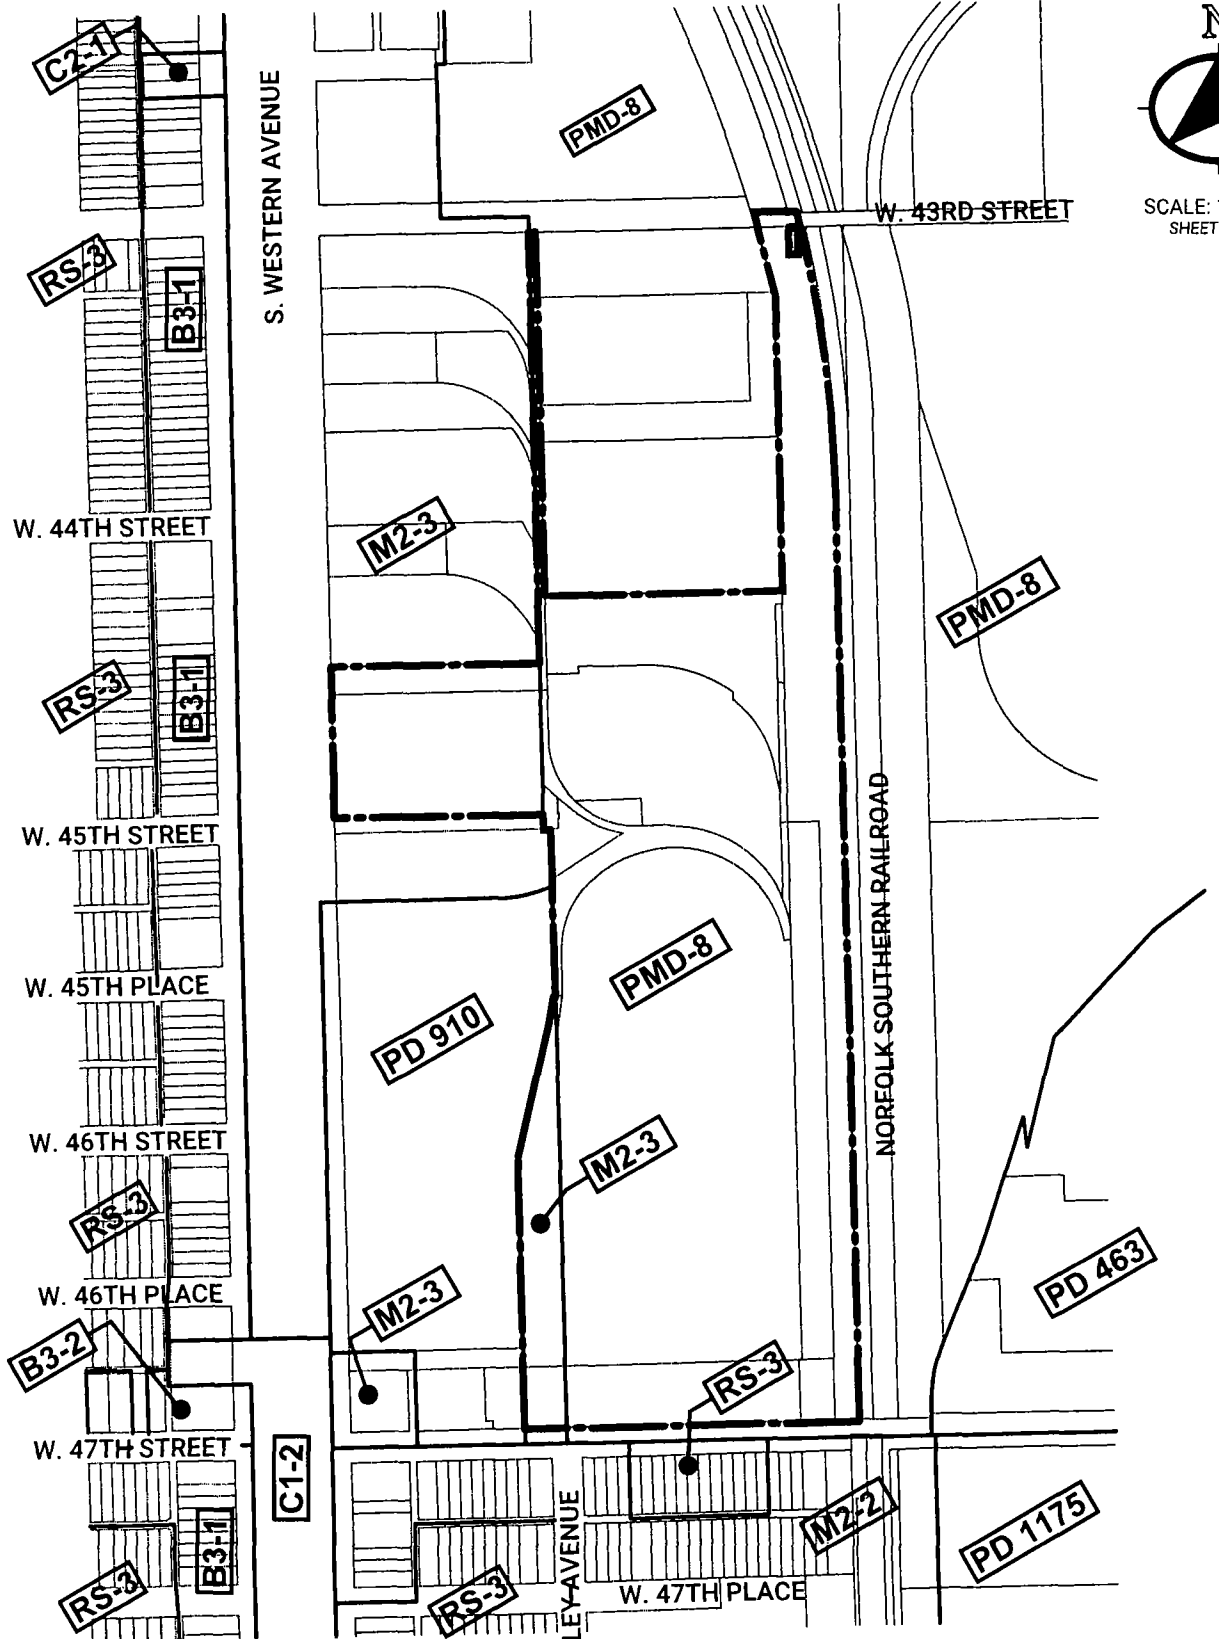 N
C2-1
S. WESTERN AVENUE
PMD-8
W. 43RD STREET
SCALE:
SHEET
RS-3
B3-1
W. 44TH STREET
M2-3
PMD-8
RS-3
B3-1
W. 45TH STREET
NORFOLK SOUTHERN RAILROAD
PMD-8
W. 45TH PLACE
PD 910
W. 46TH STREET
M2-3
RS-3
PD 463
W. 46TH PLACE
M2-3
B3-2
RS-3
W. 47TH STREET
C1-2
M2-2
PD 1175
B3-1
RS-3
RS-3
LEY AVENUE
W. 47TH PLACE